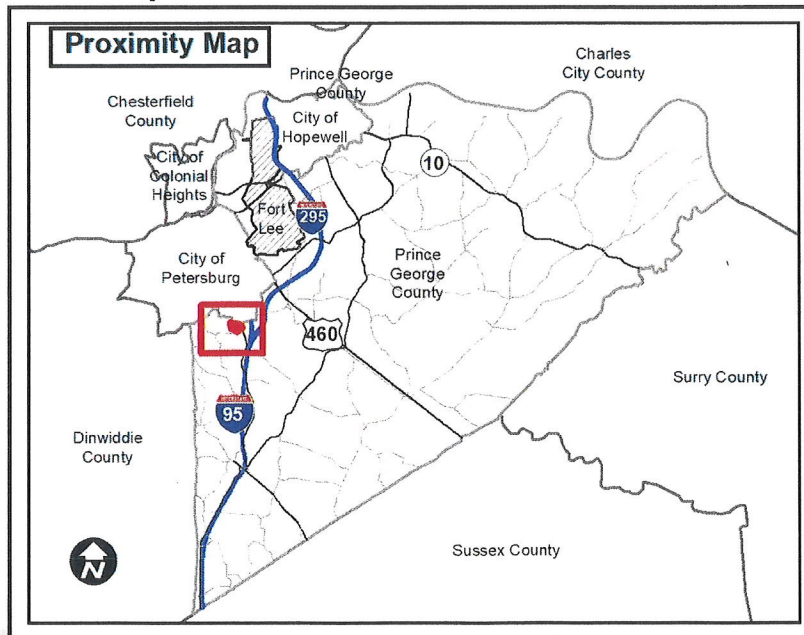 Proximity Map
Charles
City County
Prince George
County
Chesterfield
County
City of
Hopewell
City of
Colonial
Heights
10
Fort
Lee
295
City of
Petersburg
Prince
George
County
460
Surry County
95
Dinwiddie
County
Sussex County
N